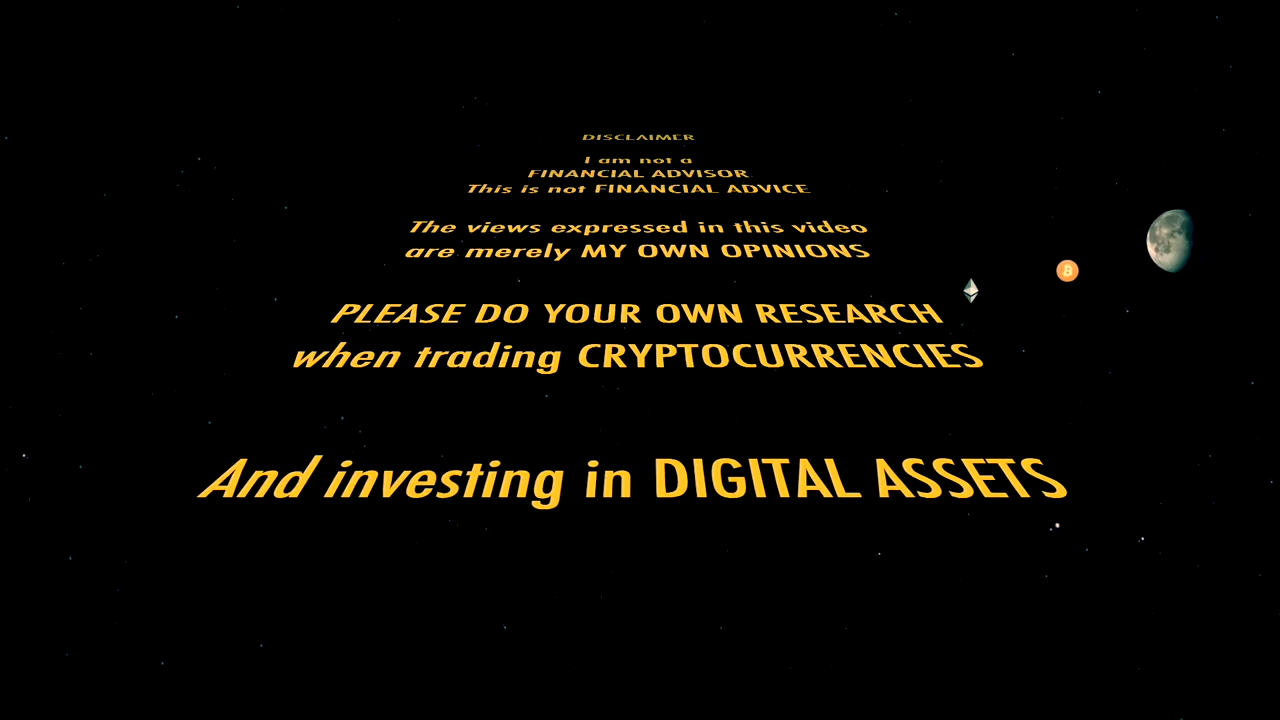 DISCLAIMER
I am not a
FINANCIAL ADVISOR
This is not FINANCIAL ADVICE
The views expressed in this video
are merely MY OWN OPINIONS
PLEASE DO YOUR OWN RESEARCH
when trading CRYPTOCURRENCIES
And investing in DIGITAL ASSETS